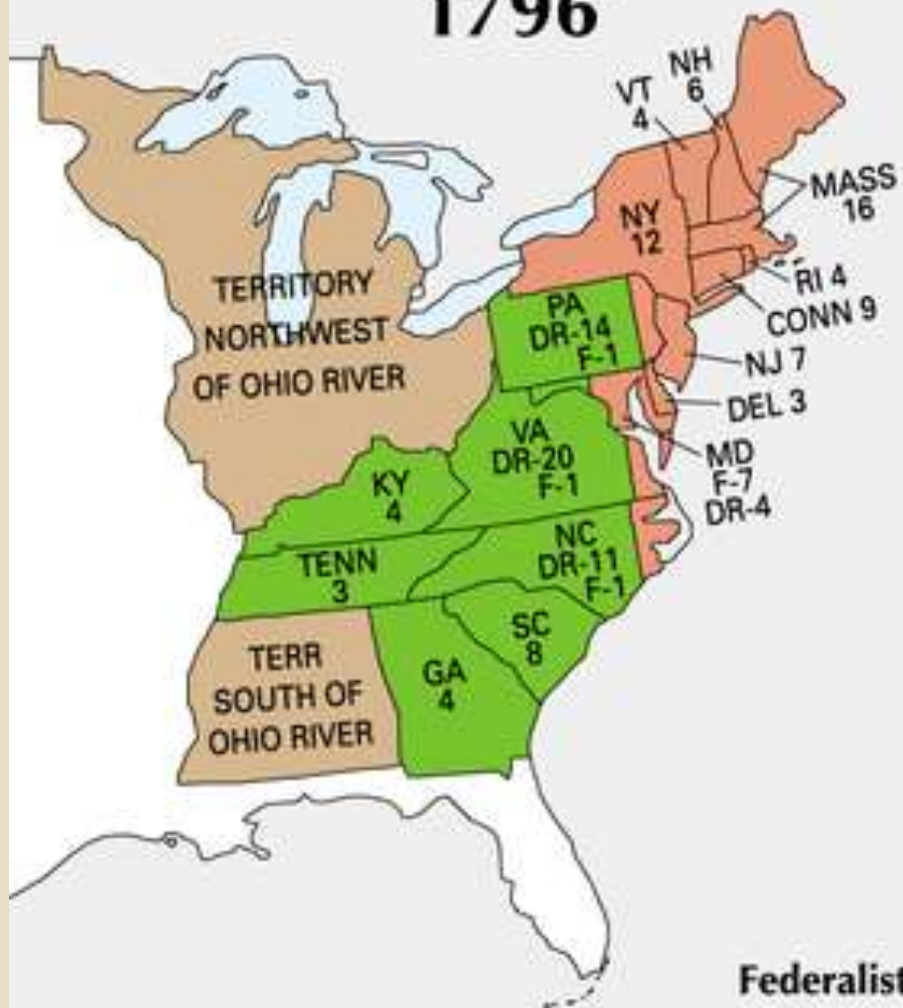 1796
NH
6
VT
4
MASS
16
NY
12
RI 4
CONN 9
NJ 7
DEL 3
MD
F-7
DR-4
TERRITORY
NORTHWEST
OF OHIO RIVER
PA
DR-14
F-1
VA
DR-20
F-1
KY
4
TENN
3
NC
DR-11
F-1
SC
8
GA
4
TERR
SOUTH OF
OHIO RIVER
Federalist